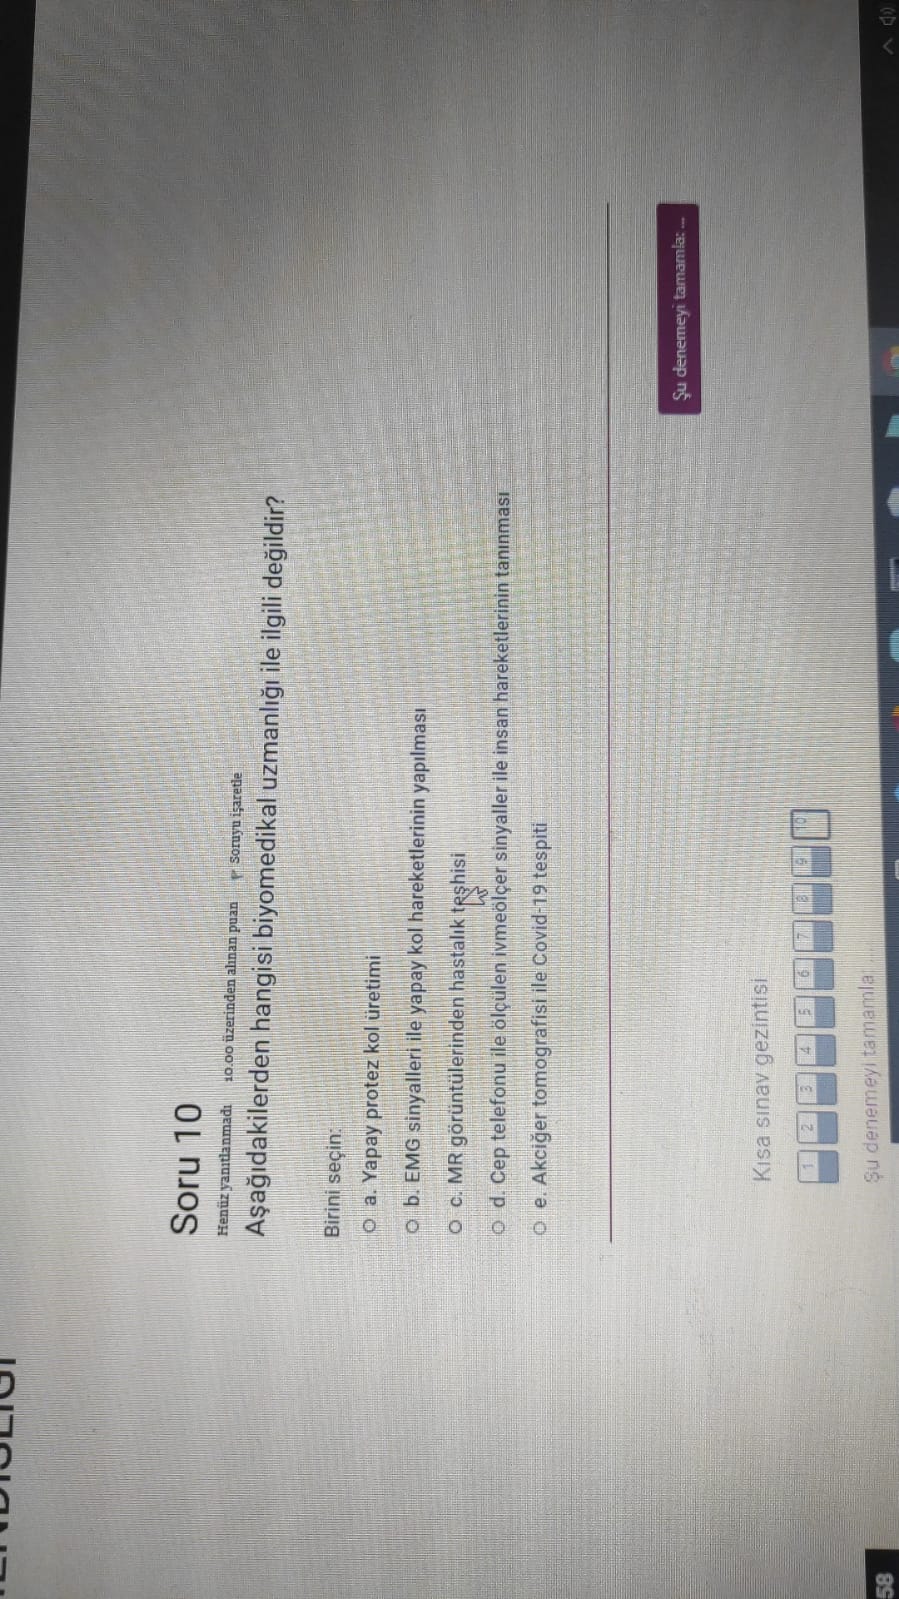 Soru 10
Henüz yanıtlanmadı 10.00 üzerinden alınan puan Soruyu işaretle
Aşağıdakilerden hangisi biyomedikal uzmanlığı ile ilgili değildir?
Birini seçin:
a. Yapay protez kol üretimi
b. EMG sinyalleri ile yapay kol hareketlerinin yapılması
c. MR görüntülerinden hastalık teşhisi
d. Cep telefonu ile ölçülen ivmeölçer sinyaller ile insan hareketlerinin tanınması
e. Akciğer tomografisi ile Covid-19 tespiti
Şu denemeyi tamamla: ...
Kısa sınav gezintisi
1 2 3 4 5 6 7 8 9 10
Şu denemeyi tamamla: ...
58